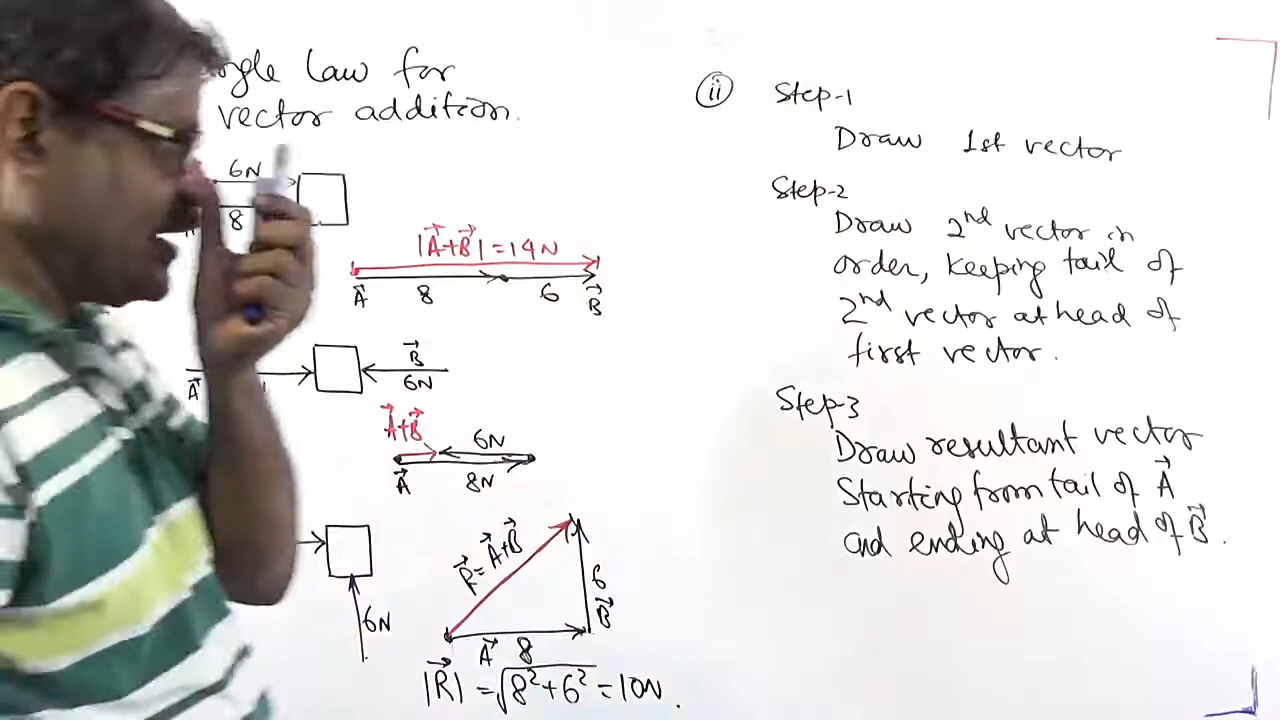 ngle law for
vector addition.
6N
8
|A⃗+B⃗| = 14N
A⃗ 8 6 B⃗
B⃗
A⃗ 6N
A⃗+B⃗
6N
A⃗ 8N
R⃗ = A⃗+B⃗
6
B⃗
6N
A⃗ 8
|R⃗| = √8²+6² = 10N.
ii Step-1
Draw 1st vector
Step-2
Draw 2nd vector in
order, keeping tail of
2nd vector at head of
first vector.
Step-3
Draw resultant vector
Starting from tail of A⃗
and ending at head of B⃗.